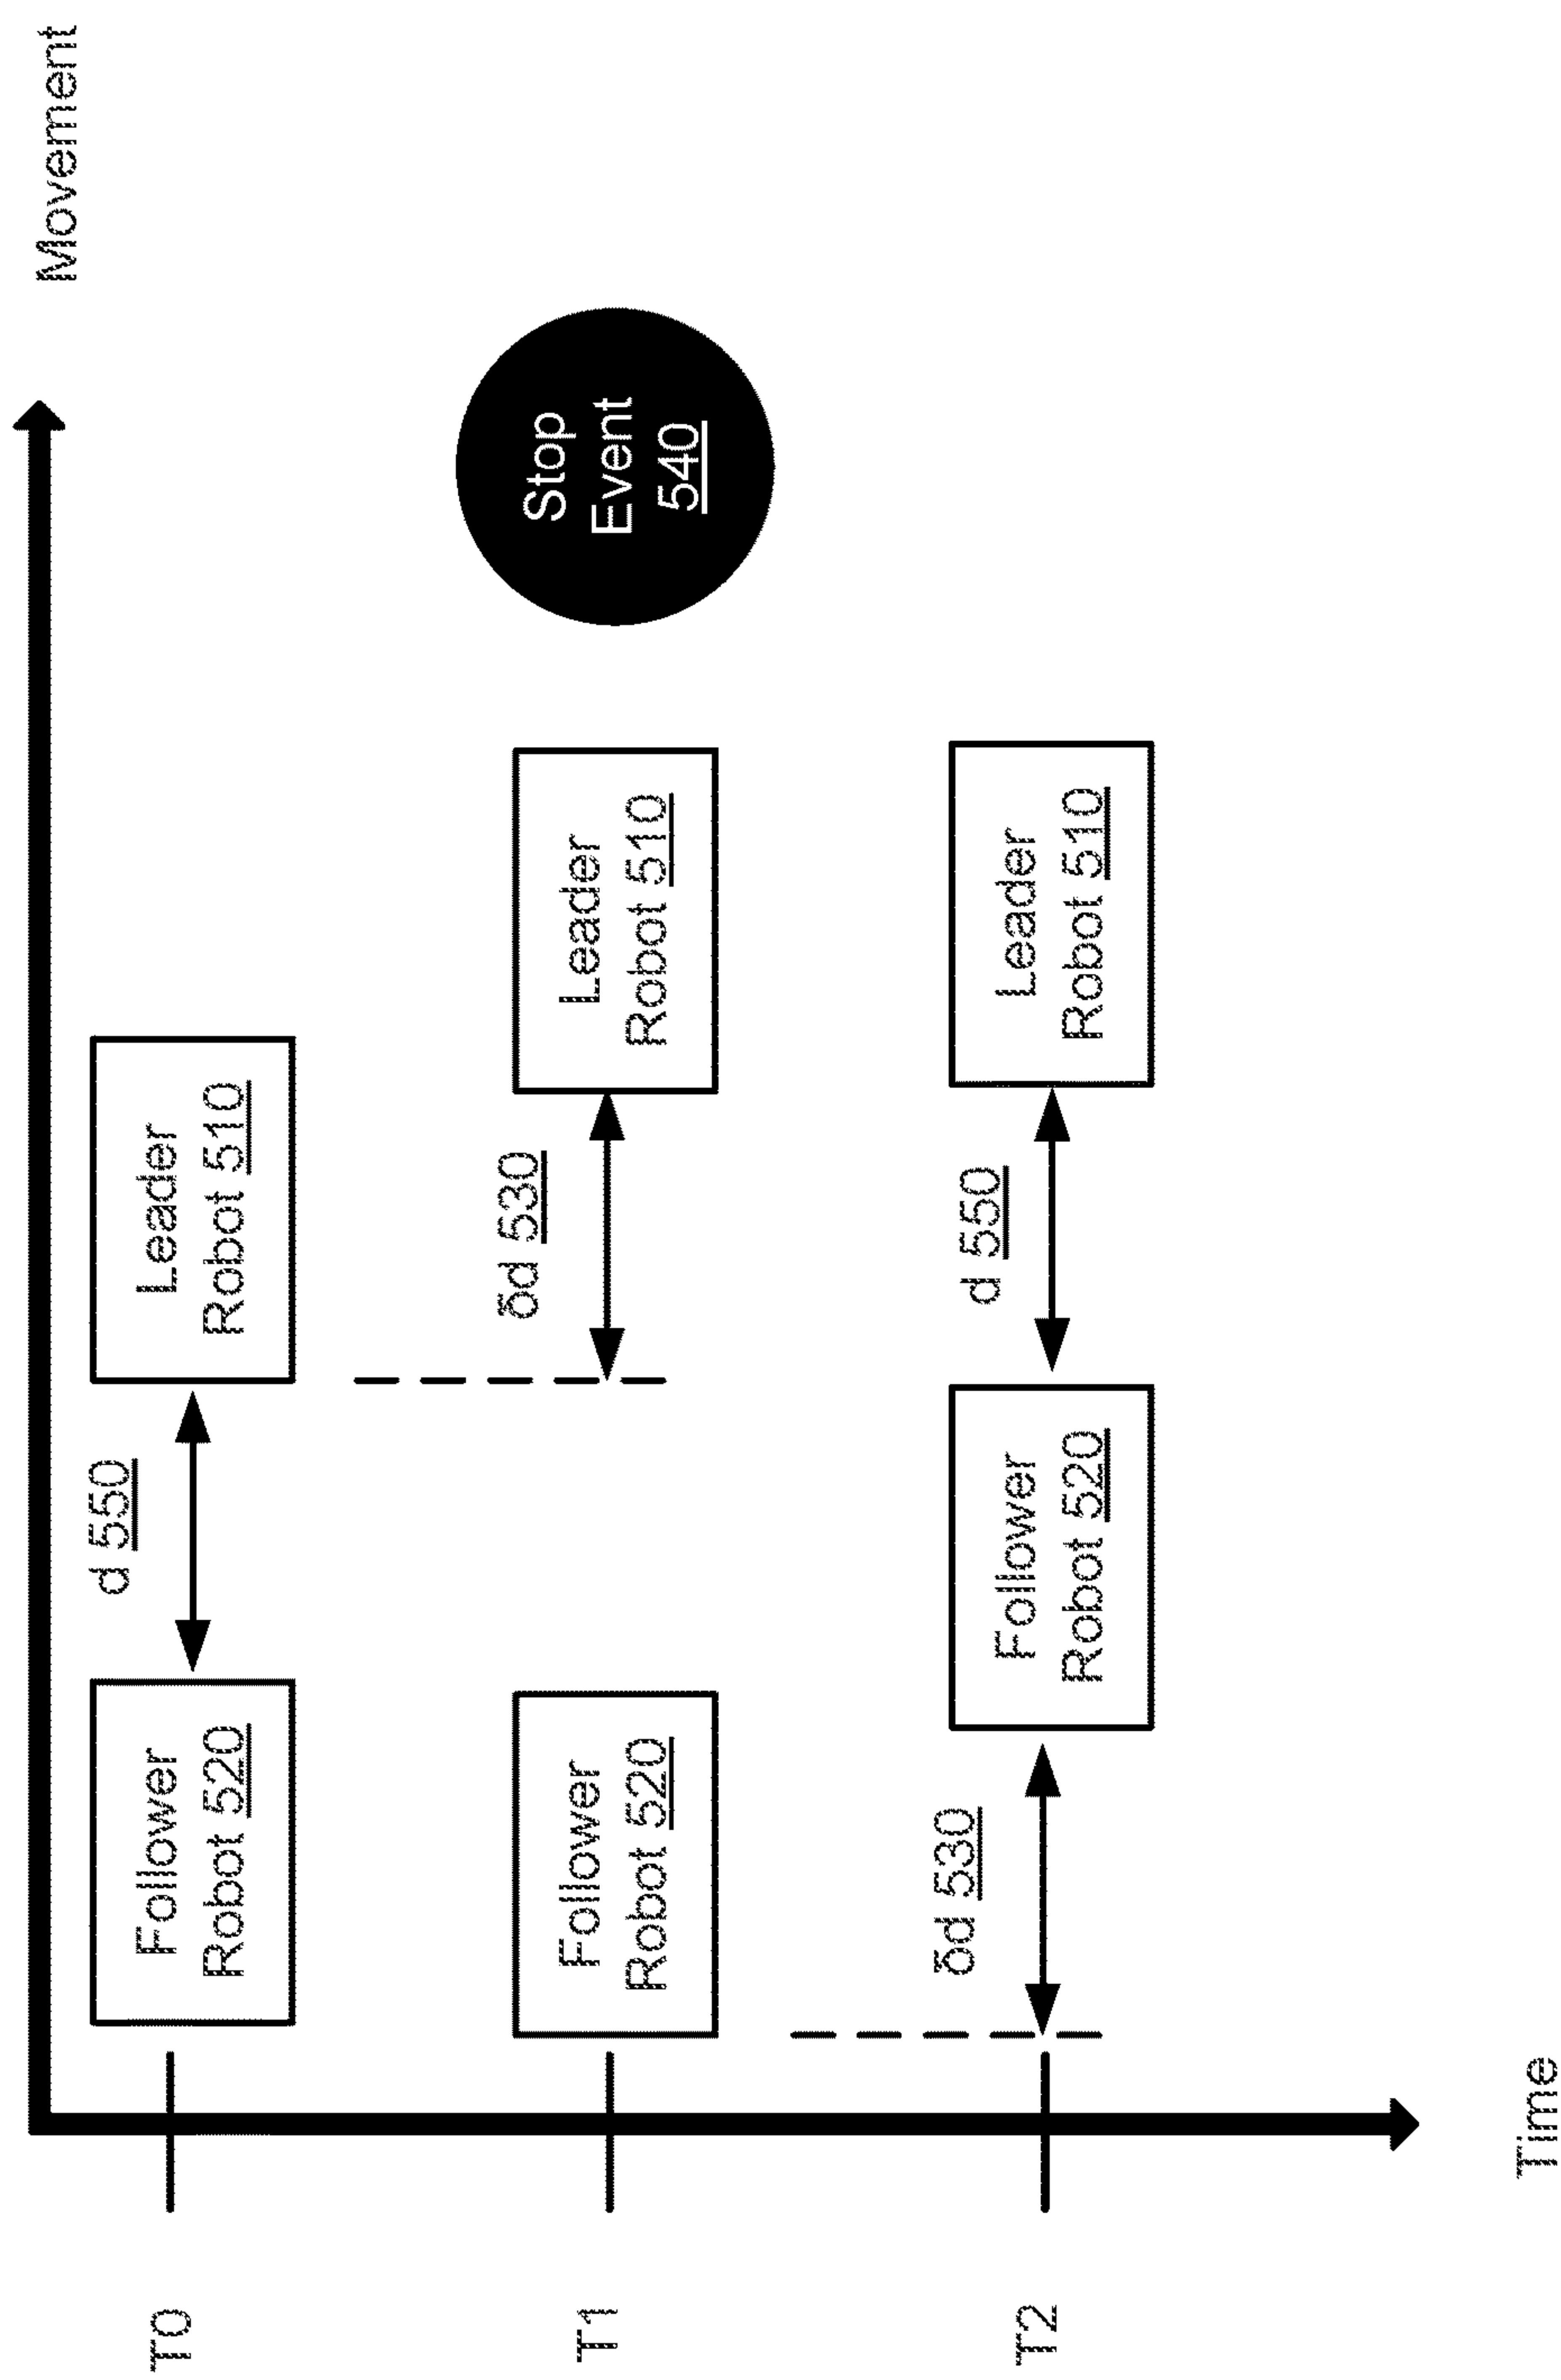 Movement
T0
Follower
Robot 520
d 550
Leader
Robot 510
T1
Follower
Robot 520
δd 530
Leader
Robot 510
Stop
Event
540
T2
δd 530
Follower
Robot 520
d 550
Leader
Robot 510
Time